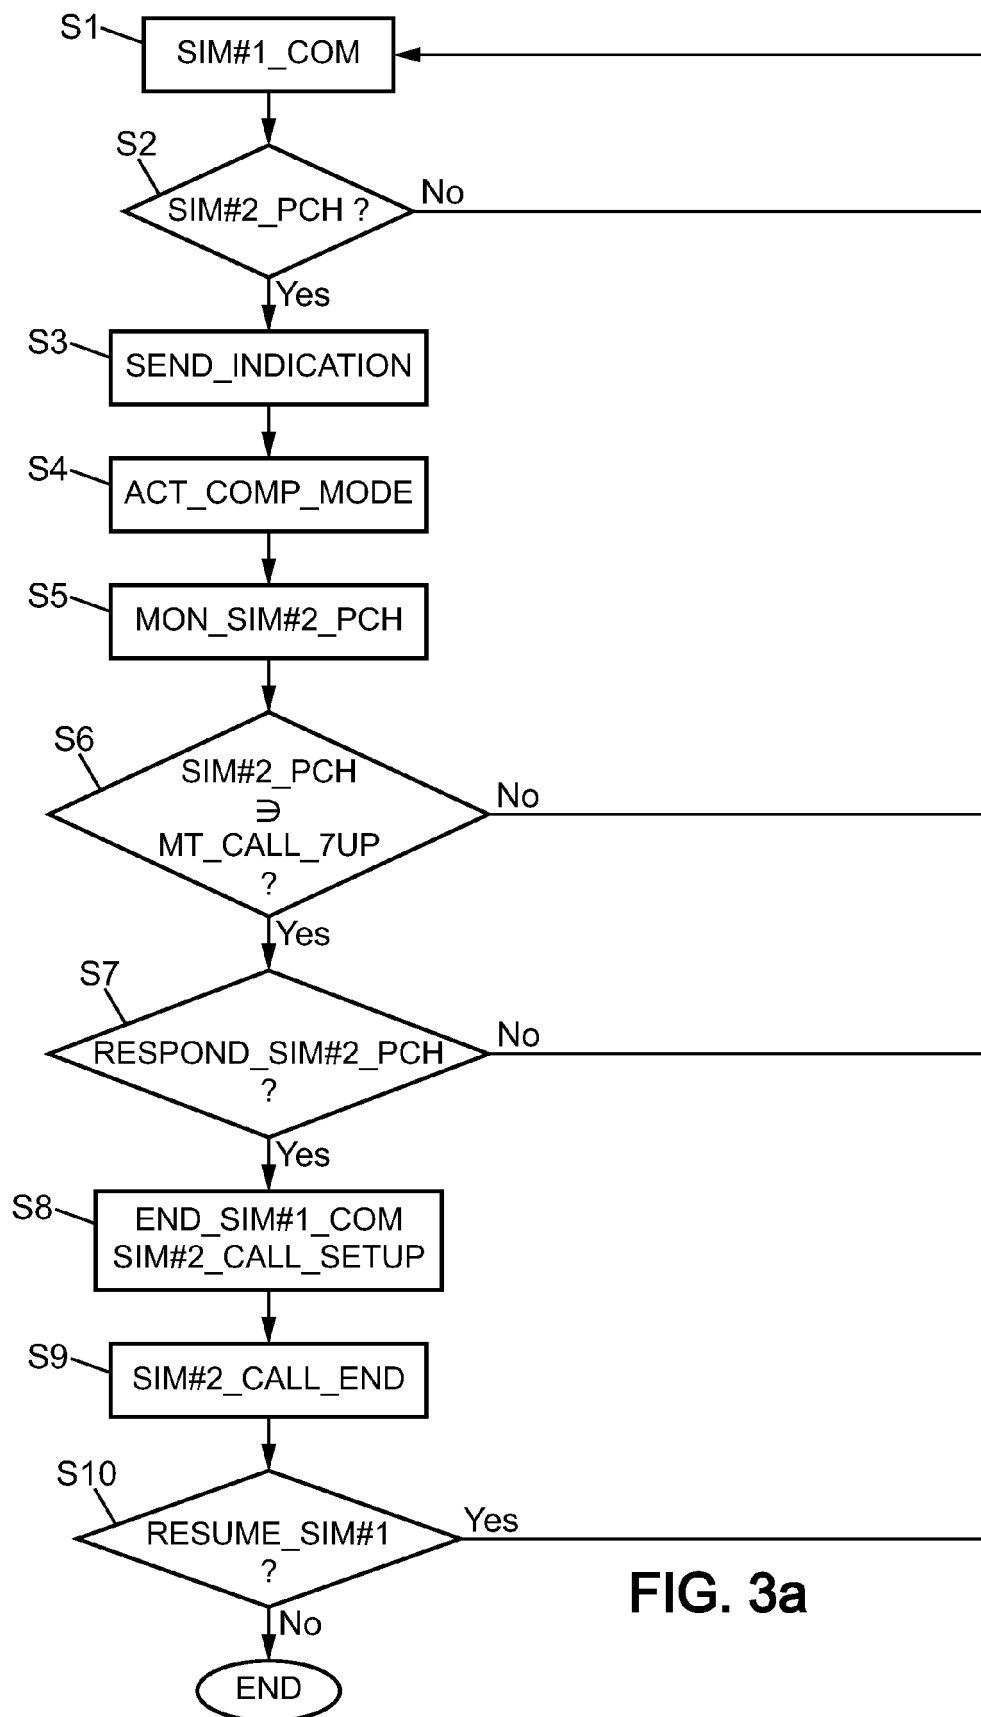 S1
SIM#1_COM
S2
SIM#2_PCH ?
No
Yes
S3
SEND_INDICATION
S4
ACT_COMP_MODE
S5
MON_SIM#2_PCH
S6
SIM#2_PCH
∋
MT_CALL_7UP
?
No
Yes
S7
RESPOND_SIM#2_PCH
?
No
Yes
S8
END_SIM#1_COM
SIM#2_CALL_SETUP
S9
SIM#2_CALL_END
S10
RESUME_SIM#1
?
Yes
No
END
FIG. 3a